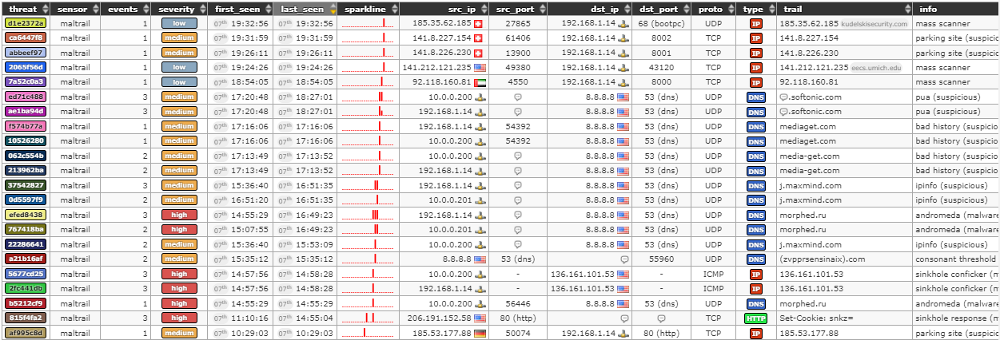 threat sensor events severity first_seen last_seen sparkline src_ip src_port dst_ip dst_port proto type trail info
d1e2372a maltrail 1 low 07th 19:32:56 07th 19:32:56 185.35.62.185 27865 192.168.1.14 68 (bootpc) UDP IP 185.35.62.185 kudelskisecurity.com mass scanner
ca6447f8 maltrail 1 medium 07th 19:31:59 07th 19:31:59 141.8.227.154 61406 192.168.1.14 8002 TCP IP 141.8.227.154 parking site (suspicio
abbeef97 maltrail 1 medium 07th 19:26:11 07th 19:26:11 141.8.226.230 13900 192.168.1.14 8001 TCP IP 141.8.226.230 parking site (suspicio
2065f56d maltrail 1 low 07th 19:24:26 07th 19:24:26 141.212.121.235 49380 192.168.1.14 43120 TCP IP 141.212.121.235 eecs.umich.edu mass scanner
7a52c0a3 maltrail 1 low 07th 18:54:05 07th 18:54:05 92.118.160.81 4550 192.168.1.14 8000 TCP IP 92.118.160.81 mass scanner
ed71c488 maltrail 3 medium 07th 17:20:48 07th 18:27:01 10.0.0.200 8.8.8.8 53 (dns) UDP DNS .softonic.com pua (suspicious)
ae1ba94d maltrail 3 medium 07th 17:20:48 07th 18:27:01 192.168.1.14 8.8.8.8 53 (dns) UDP DNS .softonic.com pua (suspicious)
f574b77a maltrail 1 medium 07th 17:16:06 07th 17:16:06 192.168.1.14 54392 8.8.8.8 53 (dns) UDP DNS mediaget.com bad history (suspicio
10526280 maltrail 1 medium 07th 17:16:06 07th 17:16:06 10.0.0.200 54392 8.8.8.8 53 (dns) UDP DNS mediaget.com bad history (suspicio
062c554b maltrail 2 medium 07th 17:13:49 07th 17:13:52 10.0.0.200 8.8.8.8 53 (dns) UDP DNS media-get.com bad history (suspicio
213962ba maltrail 2 medium 07th 17:13:49 07th 17:13:52 192.168.1.14 8.8.8.8 53 (dns) UDP DNS media-get.com bad history (suspicio
37542827 maltrail 3 medium 07th 15:36:40 07th 16:51:35 192.168.1.14 8.8.8.8 53 (dns) UDP DNS j.maxmind.com ipinfo (suspicious)
0d5597f9 maltrail 2 medium 07th 16:51:20 07th 16:51:35 10.0.0.201 8.8.8.8 53 (dns) UDP DNS j.maxmind.com ipinfo (suspicious)
efed8438 maltrail 3 high 07th 14:55:29 07th 16:49:23 192.168.1.14 8.8.8.8 53 (dns) UDP DNS morphed.ru andromeda (malware
767418ba maltrail 2 high 07th 15:07:55 07th 16:49:23 10.0.0.201 8.8.8.8 53 (dns) UDP DNS morphed.ru andromeda (malware
22286641 maltrail 2 medium 07th 15:36:40 07th 15:53:09 10.0.0.200 8.8.8.8 53 (dns) UDP DNS j.maxmind.com ipinfo (suspicious)
a21b16af maltrail 2 medium 07th 15:35:12 07th 15:35:12 8.8.8.8 53 (dns) 55960 UDP DNS (zvpprsensinaix).com consonant threshold
5677cd25 maltrail 3 high 07th 14:57:56 07th 14:58:28 10.0.0.200 - 136.161.101.53 - ICMP IP 136.161.101.53 sinkhole conficker (m
2fc441db maltrail 3 high 07th 14:57:56 07th 14:58:28 192.168.1.14 - 136.161.101.53 - ICMP IP 136.161.101.53 sinkhole conficker (m
b5212cf9 maltrail 1 high 07th 14:55:29 07th 14:55:29 10.0.0.200 56446 8.8.8.8 53 (dns) UDP DNS morphed.ru andromeda (malware
815f4fa2 maltrail 3 high 07th 11:10:16 07th 14:55:04 206.191.152.58 80 (http) TCP HTTP Set-Cookie: snkz= sinkhole response (m
af995c8d maltrail 1 medium 07th 10:29:03 07th 10:29:03 185.53.177.88 50074 192.168.1.14 80 (http) TCP IP 185.53.177.88 parking site (suspicio